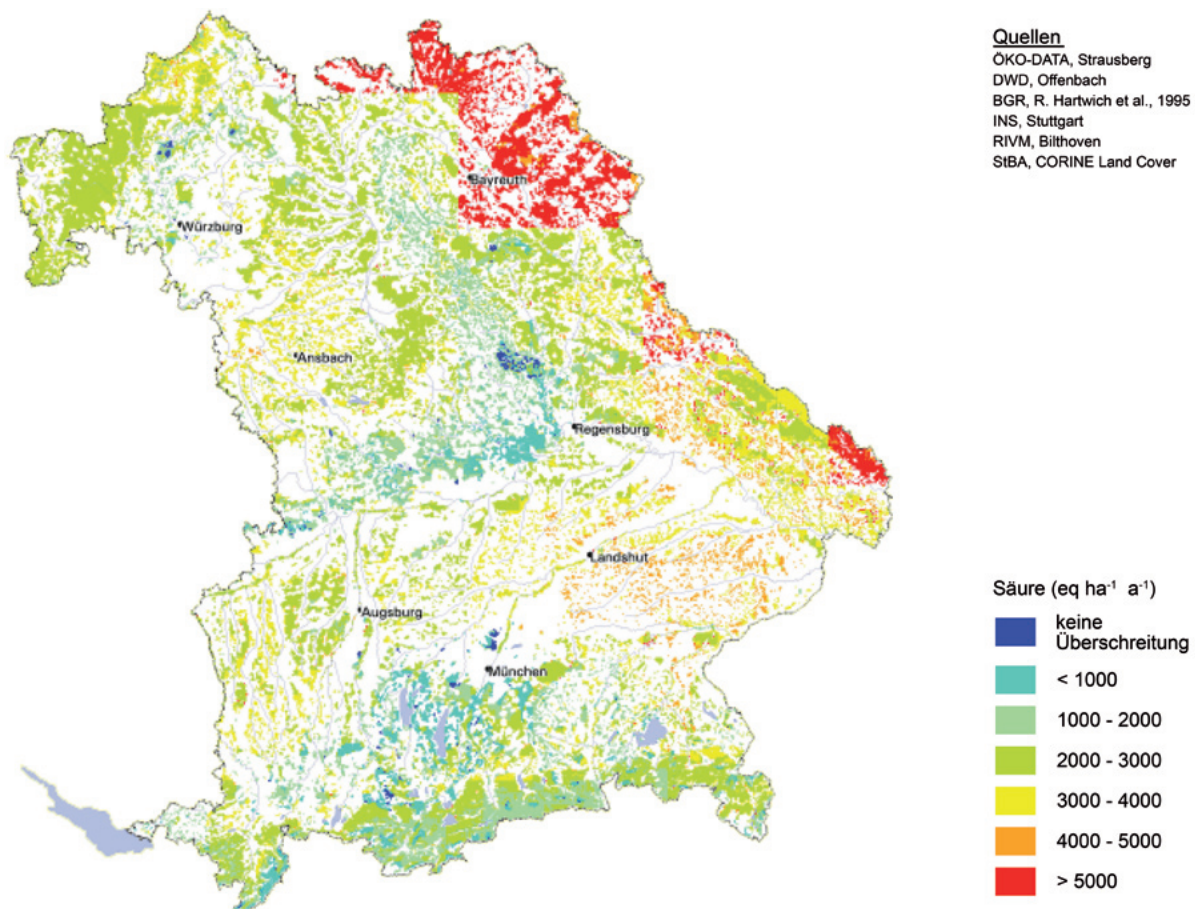 Quellen
ÖKO-DATA, Strausberg
DWD, Offenbach
BGR, R. Hartwich et al., 1995
INS, Stuttgart
RIVM, Bilthoven
StBA, CORINE Land Cover
Bayreuth
Würzburg
Ansbach
Regensburg
Landshut
Augsburg
München
Säure (eq ha⁻¹ a⁻¹)
keine
Überschreitung
< 1000
1000 - 2000
2000 - 3000
3000 - 4000
4000 - 5000
> 5000